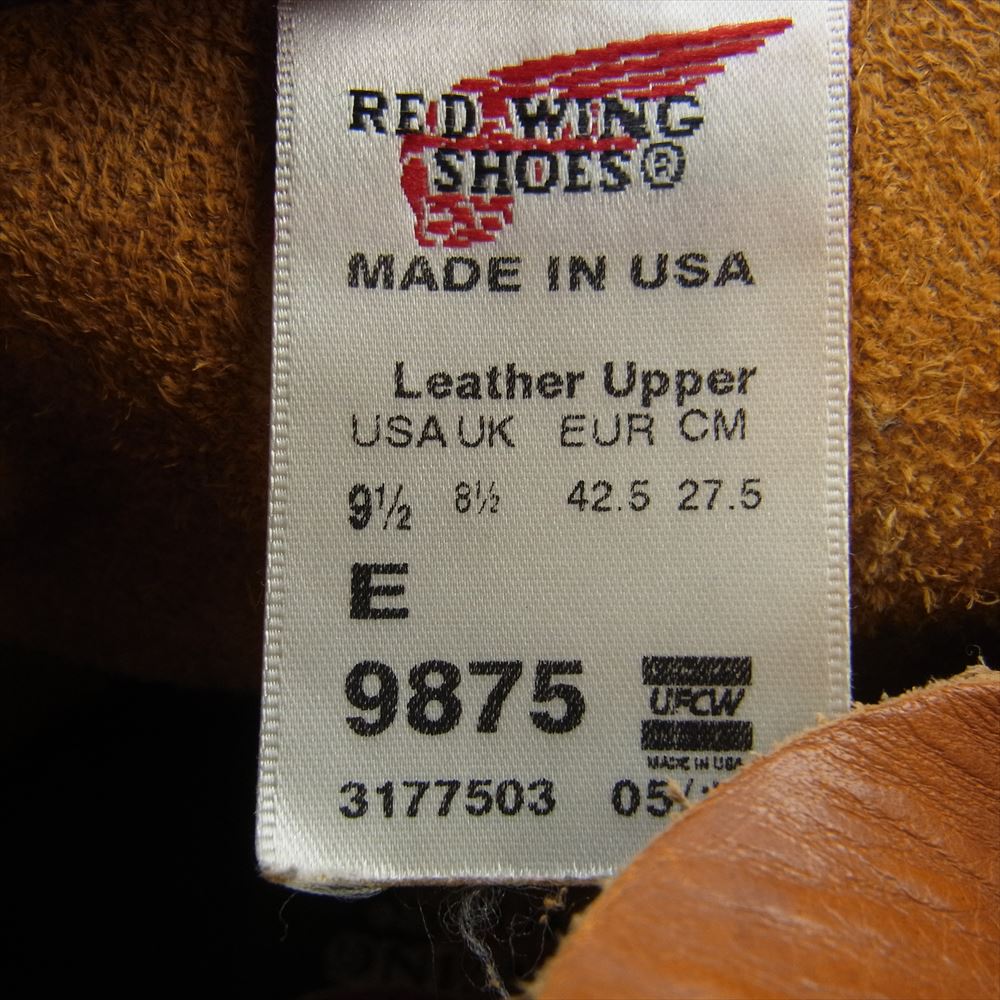 RED WING
SHOES®
MADE IN USA
Leather Upper
USA UK EUR CM
9½ 8½ 42.5 27.5
E
9875
UFCW
MADE IN USA
3177503 05/